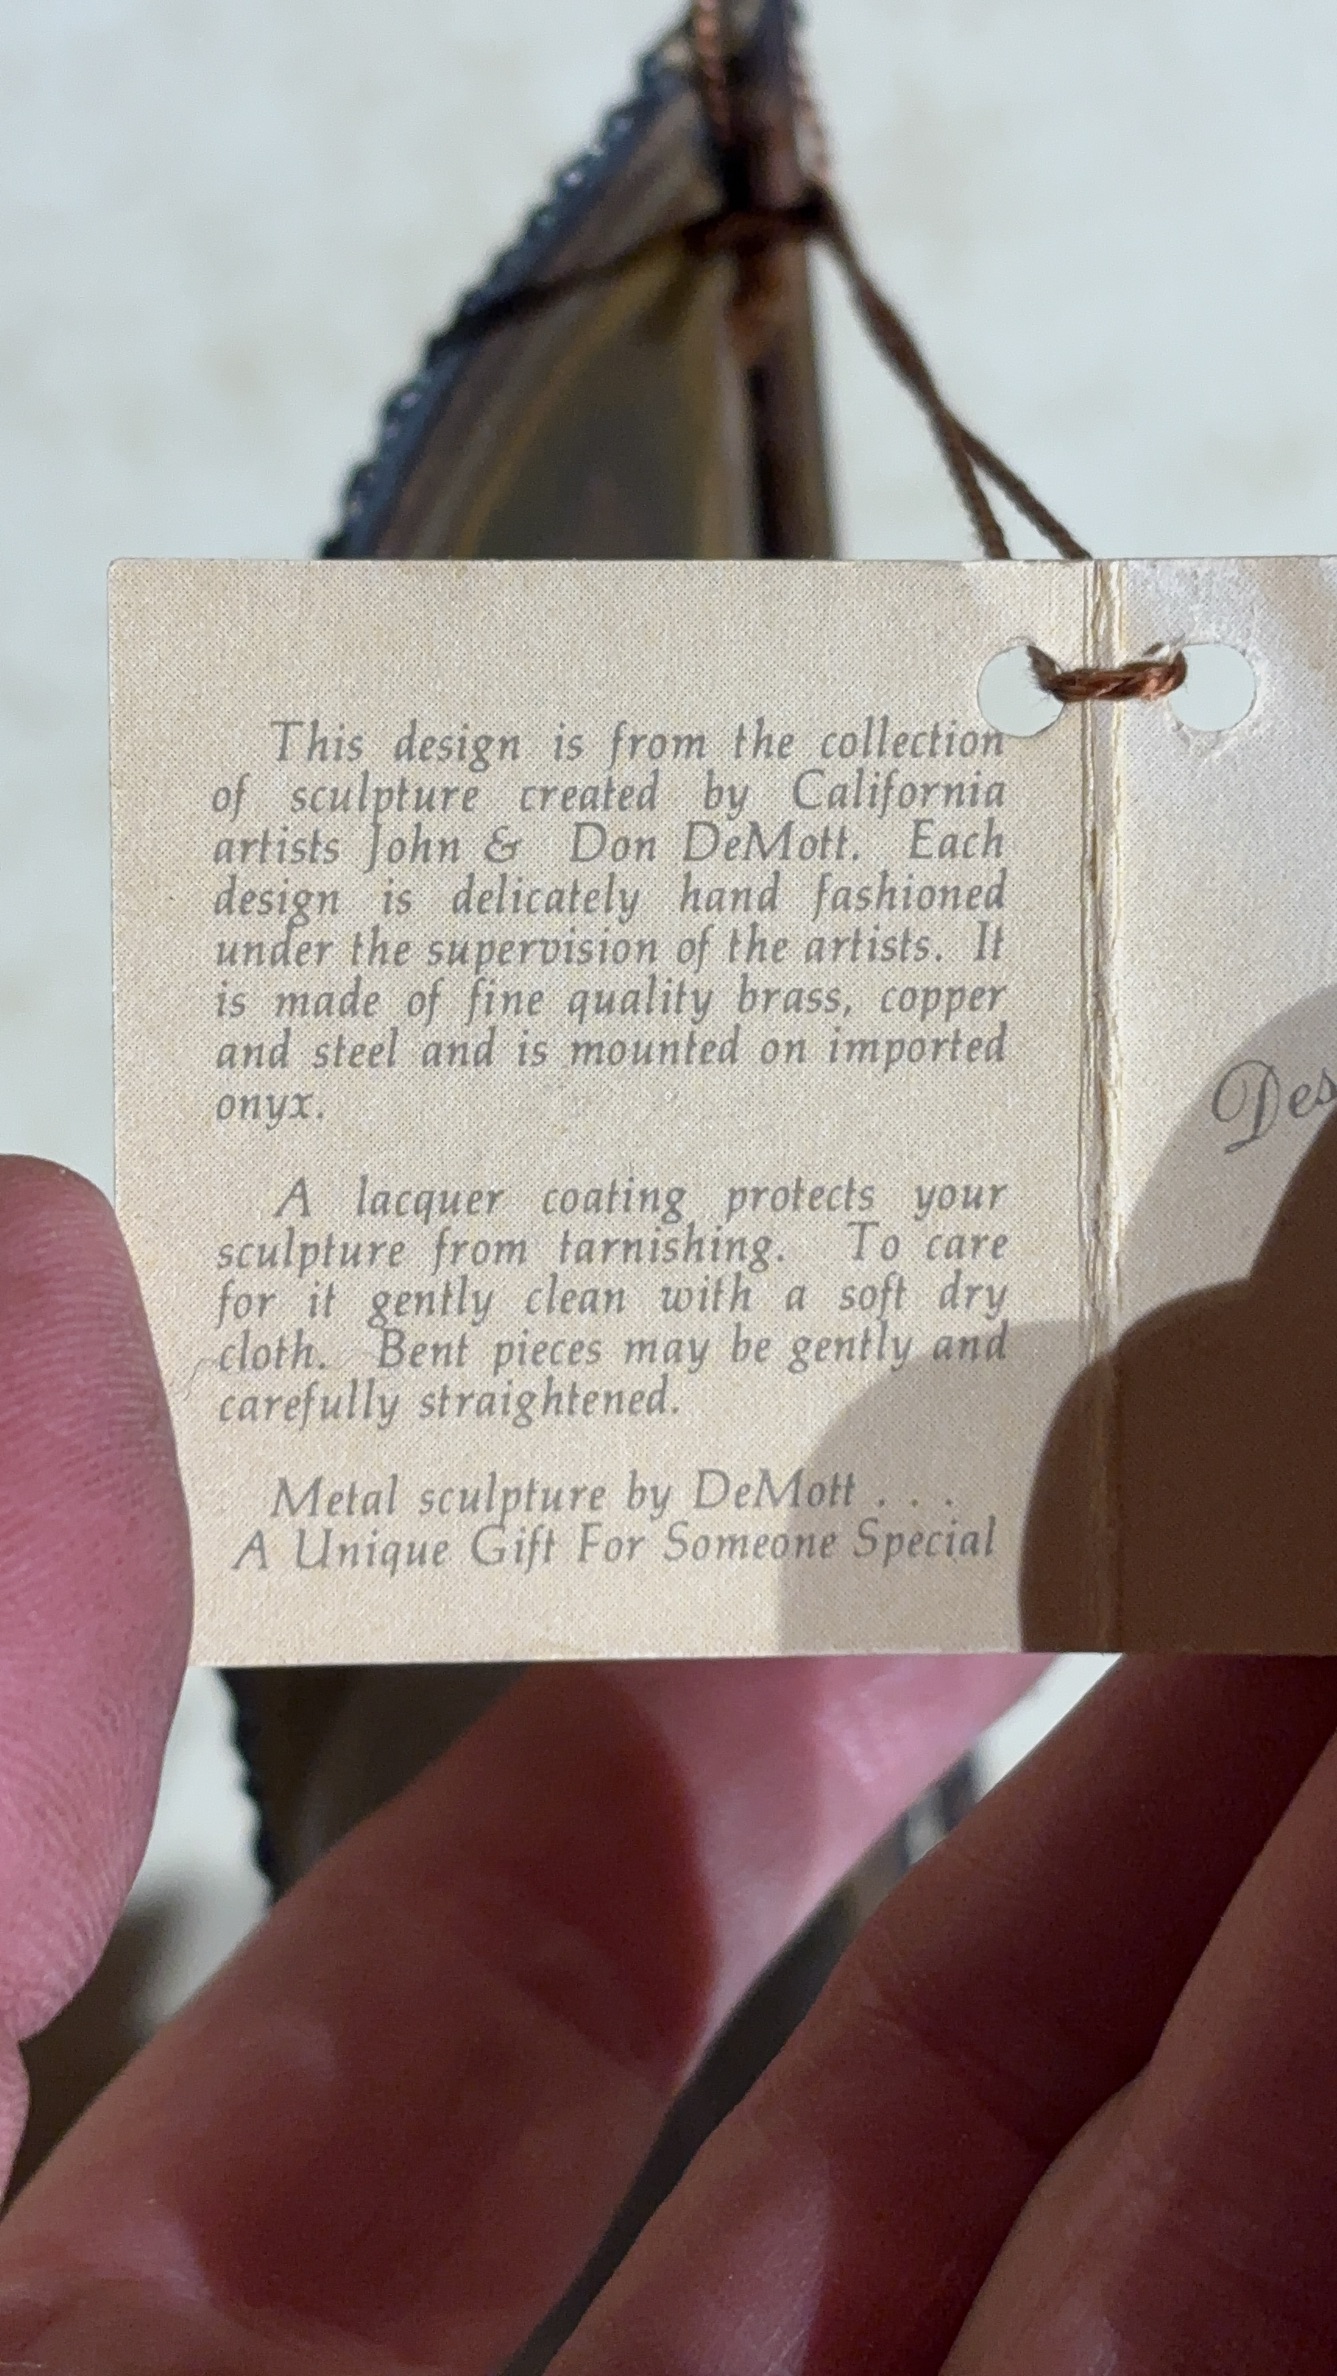 This design is from the collection
of sculpture created by California
artists John & Don DeMott. Each
design is delicately hand fashioned
under the supervision of the artists. It
is made of fine quality brass, copper
and steel and is mounted on imported
onyx.
A lacquer coating protects your
sculpture from tarnishing. To care
for it gently clean with a soft dry
cloth. Bent pieces may be gently and
carefully straightened.
Metal sculpture by DeMott . . .
A Unique Gift For Someone Special
Des